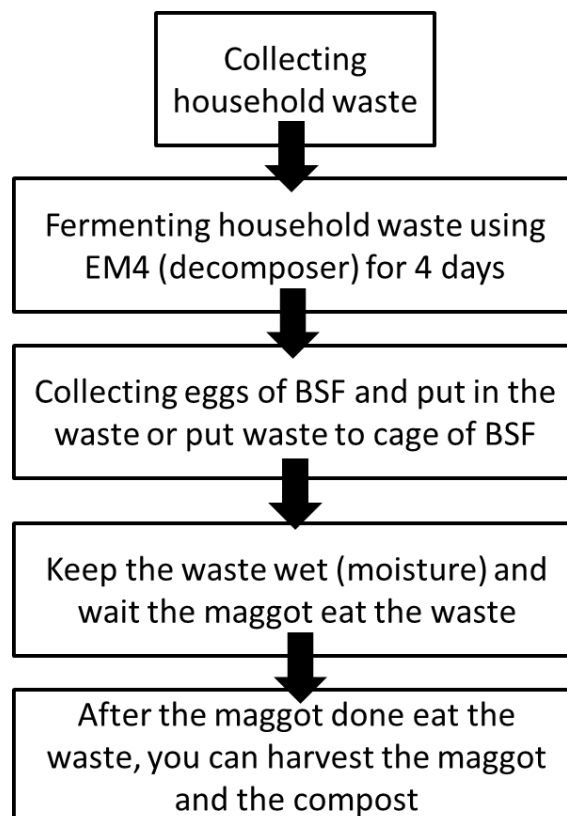 Collecting
household waste
Fermenting household waste using
EM4 (decomposer) for 4 days
Collecting eggs of BSF and put in the
waste or put waste to cage of BSF
Keep the waste wet (moisture) and
wait the maggot eat the waste
After the maggot done eat the
waste, you can harvest the maggot
and the compost